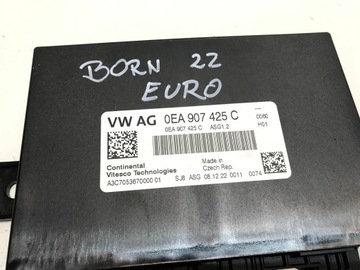 BORN 22
EURO
VW AG 0EA 907 425 C 0060
0EA 907 425 C ASG1.2 H01
Continental
Vitesco Technologies
Made in
Czech Rep.
A3C7053670000 01 SJ8 ASG 08.12.22 0011 0074